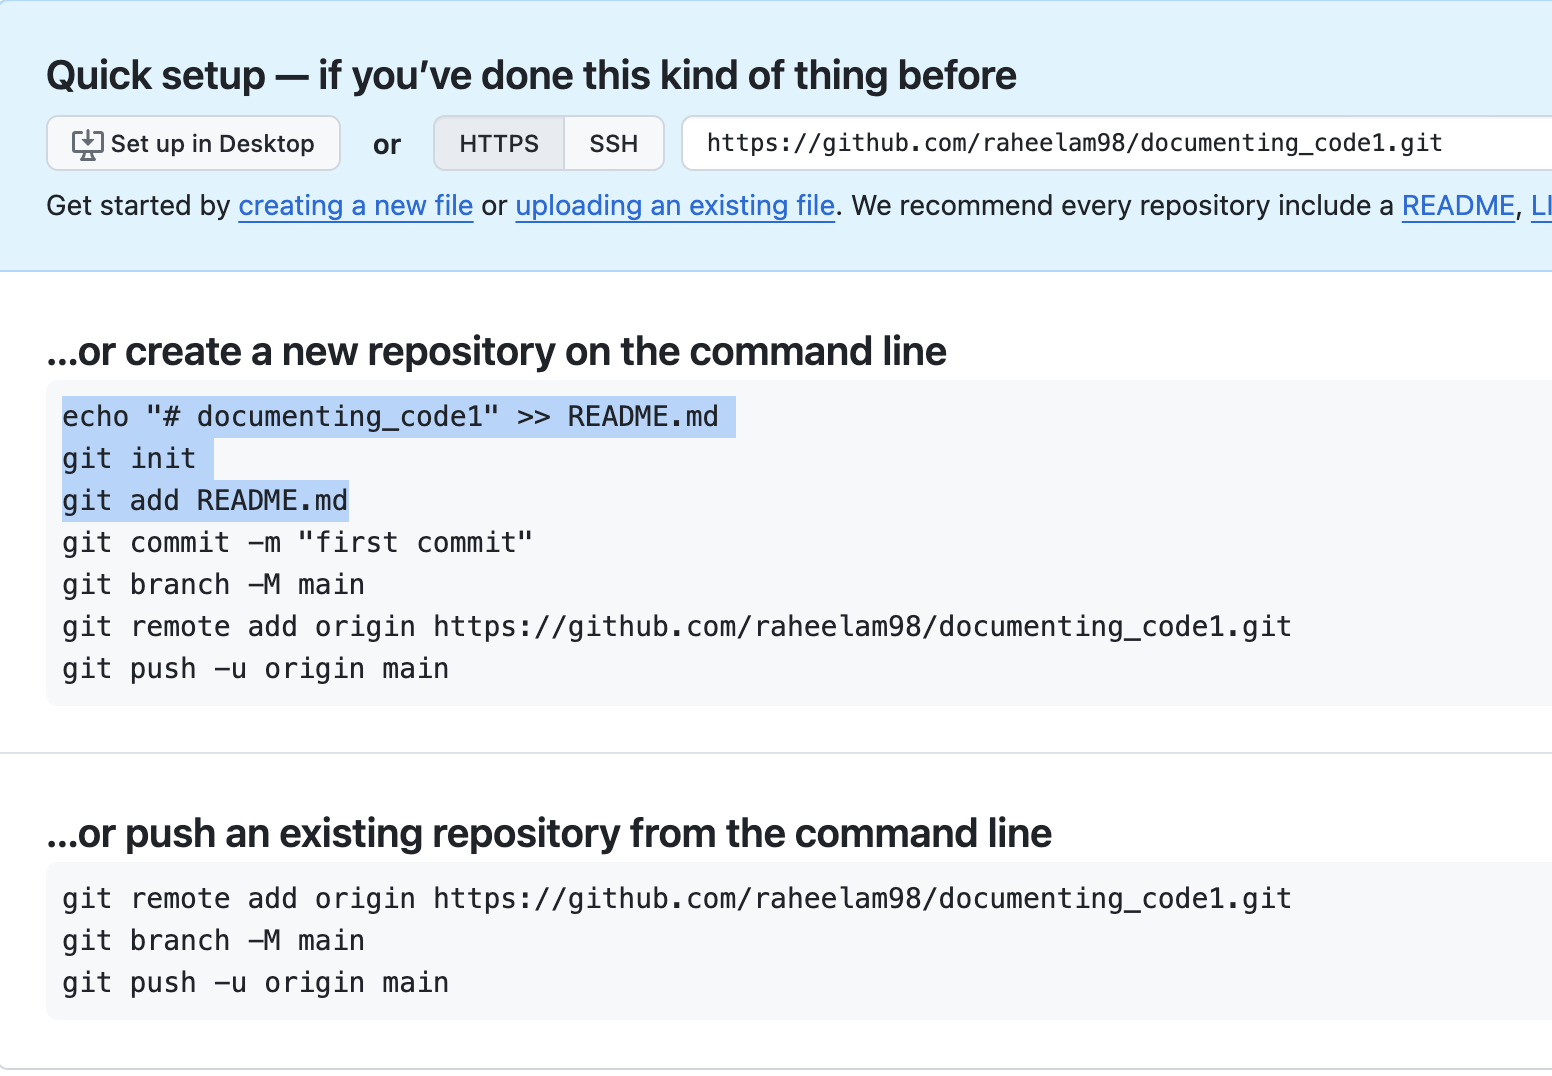 Quick setup — if you’ve done this kind of thing before
Set up in Desktop or HTTPS SSH https://github.com/raheelam98/documenting_code1.git
Get started by creating a new file or uploading an existing file. We recommend every repository include a README, LI
...or create a new repository on the command line
echo "# documenting_code1" >> README.md
git init
git add README.md
git commit -m "first commit"
git branch -M main
git remote add origin https://github.com/raheelam98/documenting_code1.git
git push -u origin main
...or push an existing repository from the command line
git remote add origin https://github.com/raheelam98/documenting_code1.git
git branch -M main
git push -u origin main